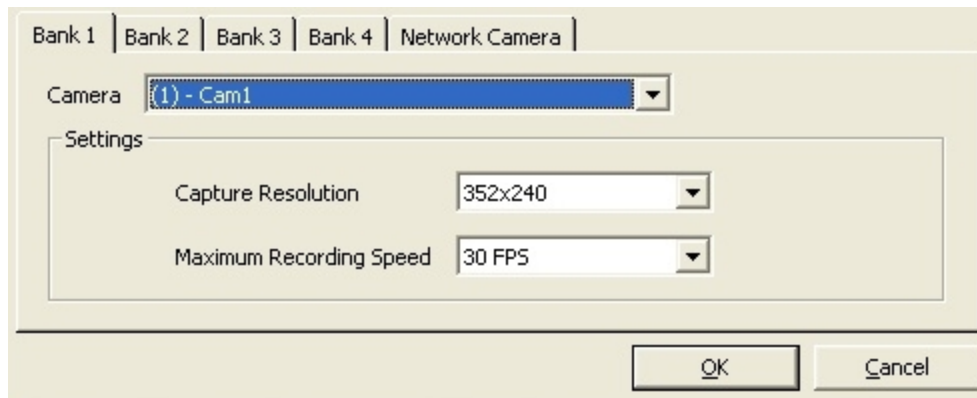 Bank 1 Bank 2 Bank 3 Bank 4 Network Camera
Camera (1) - Cam1
Settings
Capture Resolution 352x240
Maximum Recording Speed 30 FPS
OK Cancel